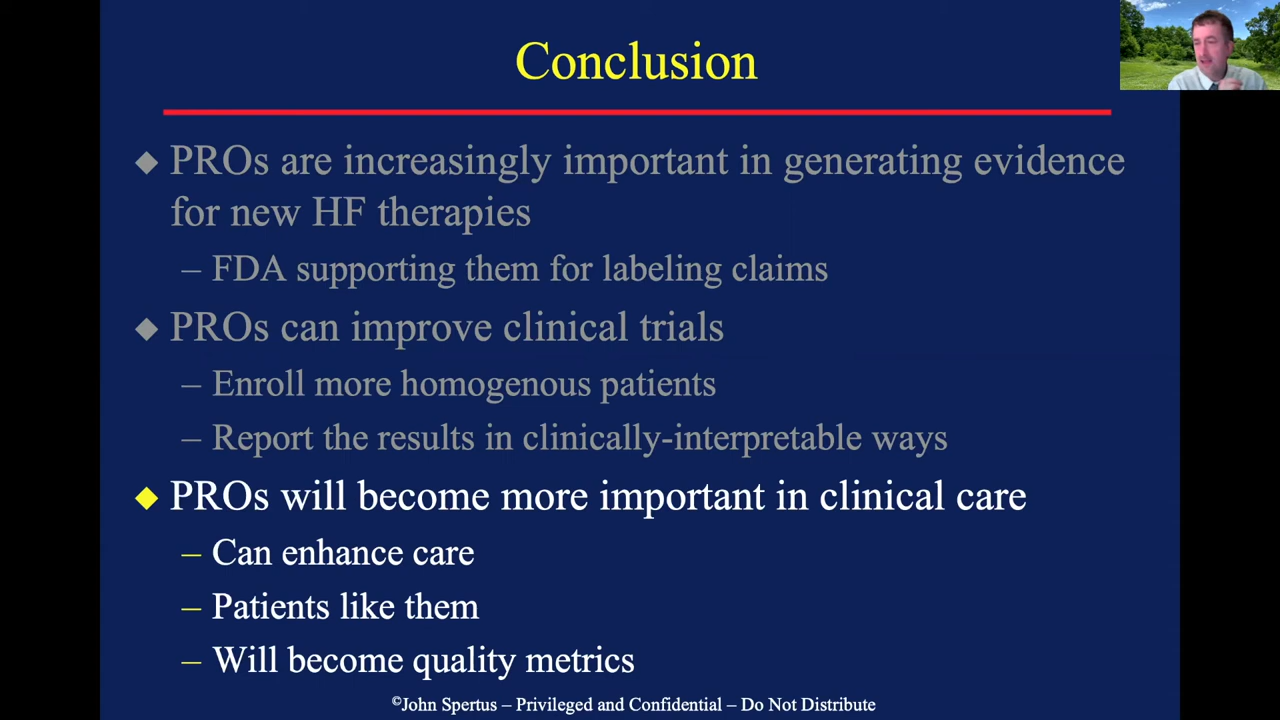 Conclusion
◆ PROs are increasingly important in generating evidence
for new HF therapies
– FDA supporting them for labeling claims
◆ PROs can improve clinical trials
– Enroll more homogenous patients
– Report the results in clinically-interpretable ways
◆ PROs will become more important in clinical care
– Can enhance care
– Patients like them
– Will become quality metrics
©John Spertus – Privileged and Confidential – Do Not Distribute